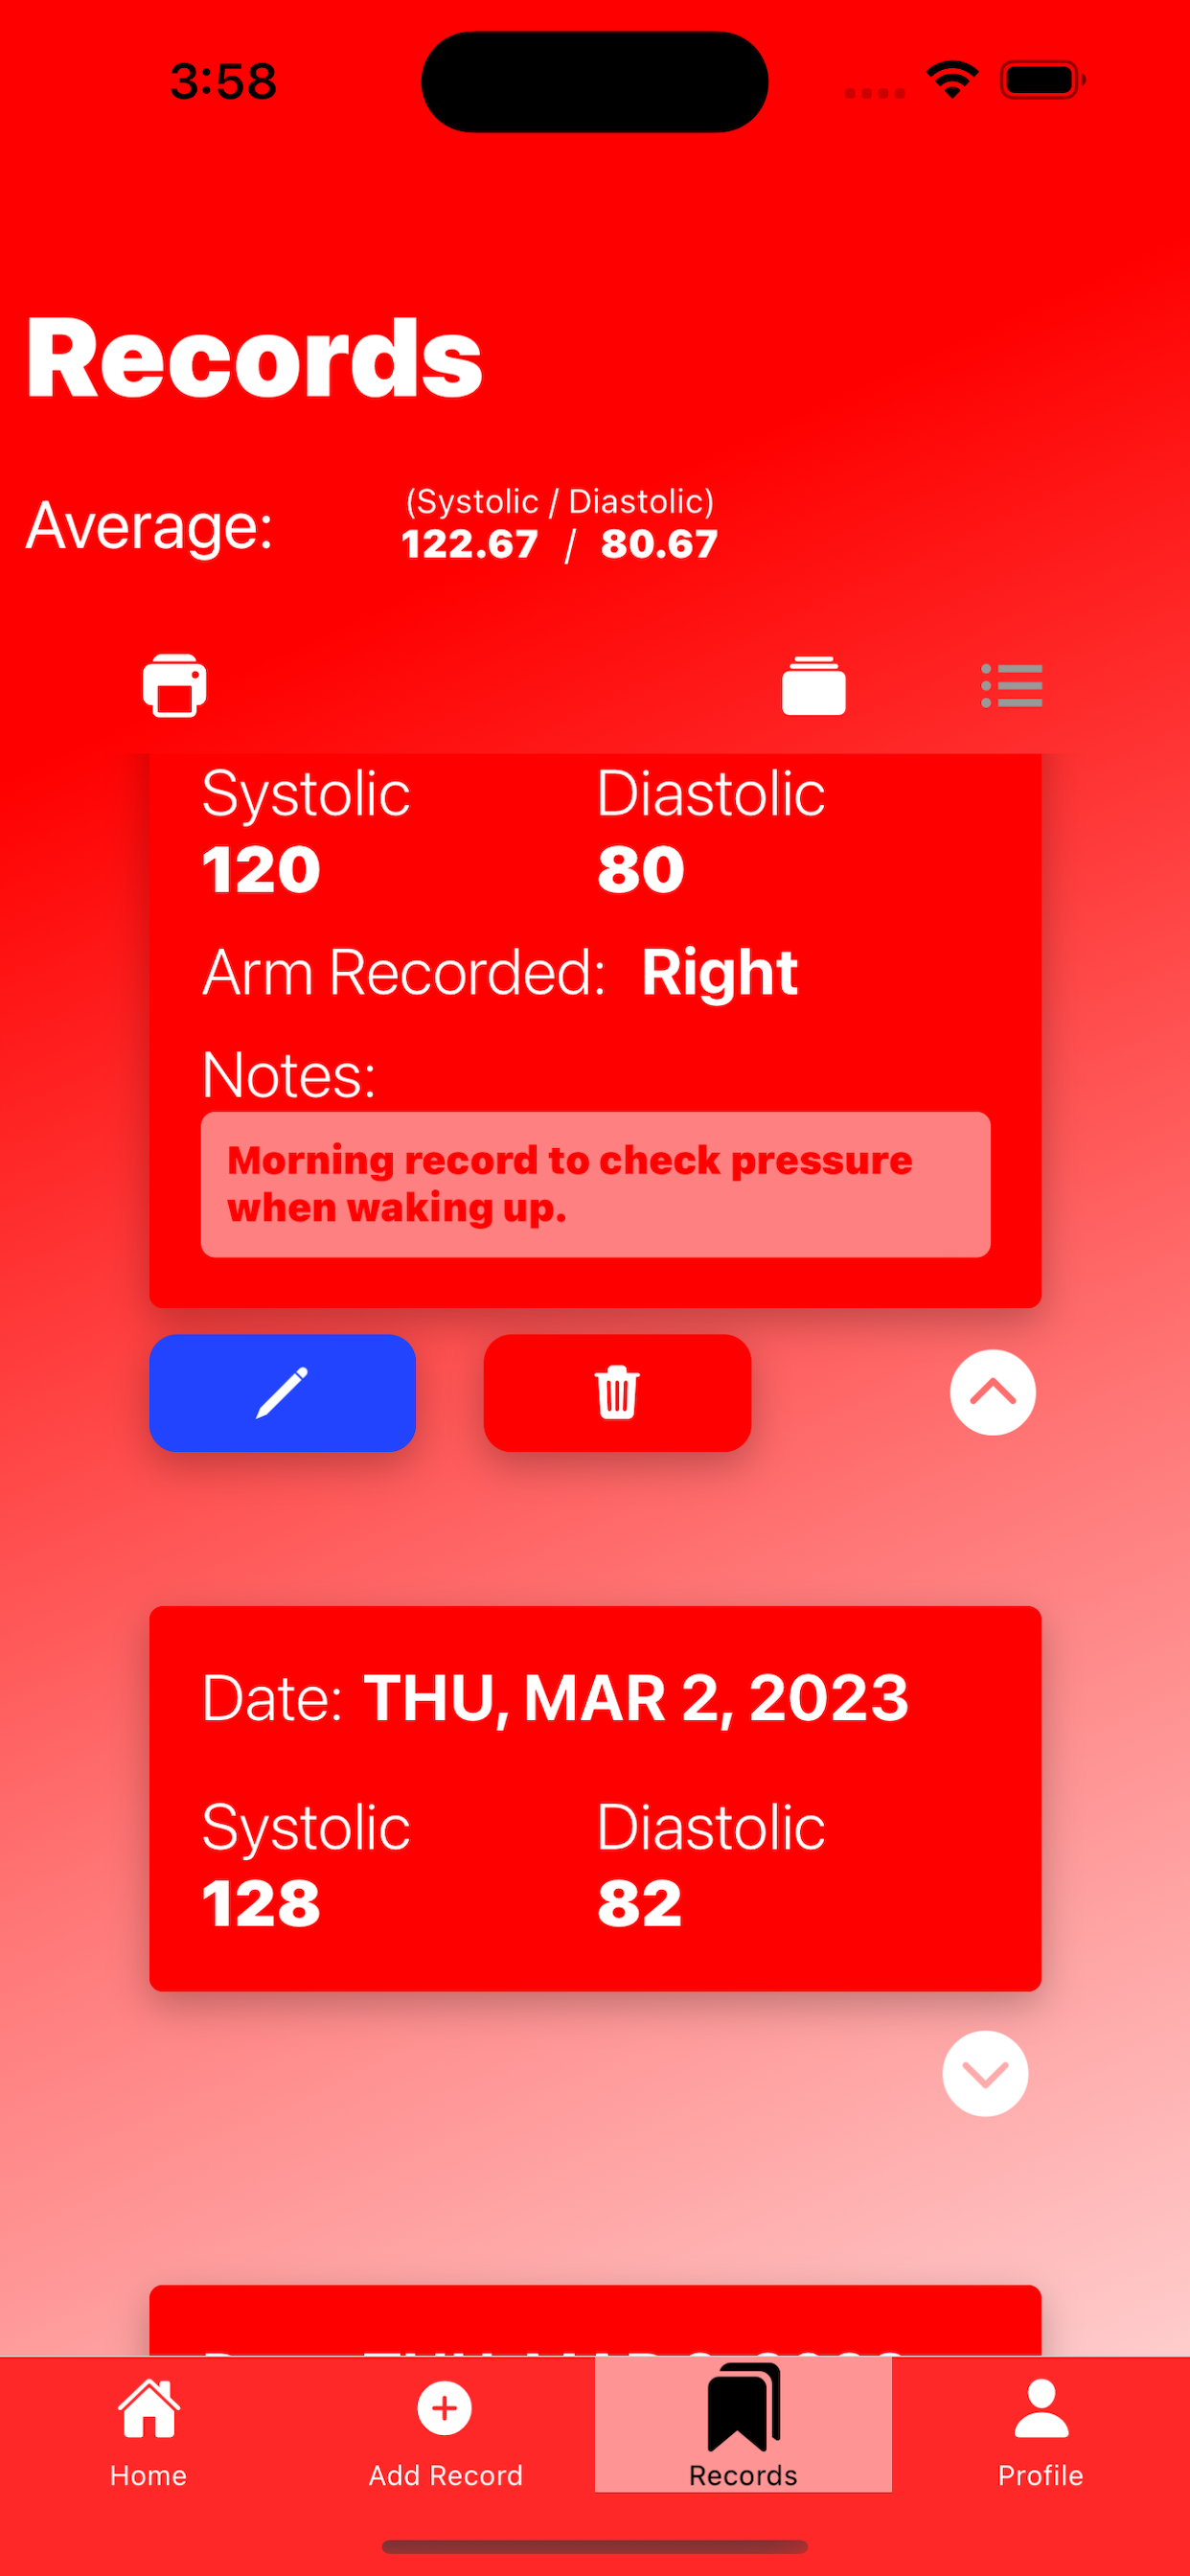 3:58
Records
(Systolic / Diastolic)
Average: 122.67 / 80.67
Systolic Diastolic
120 80
Arm Recorded: Right
Notes:
Morning record to check pressure
when waking up.
Date: THU, MAR 2, 2023
Systolic Diastolic
128 82
Home Add Record Records Profile